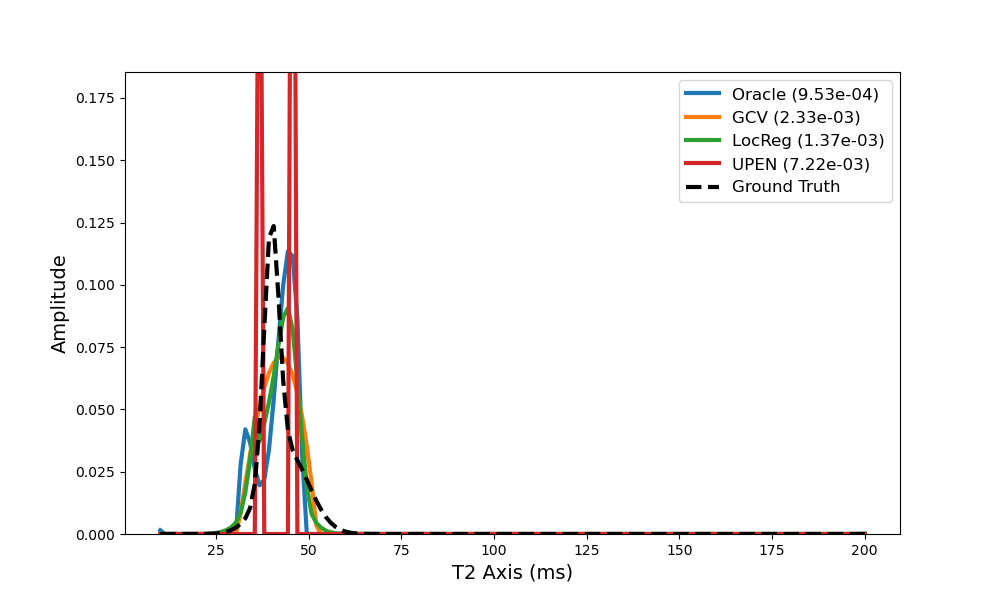 Oracle (9.53e-04)
GCV (2.33e-03)
LocReg (1.37e-03)
UPEN (7.22e-03)
Ground Truth
Amplitude
0.175
0.150
0.125
0.100
0.075
0.050
0.025
0.000
25 50 75 100 125 150 175 200
T2 Axis (ms)